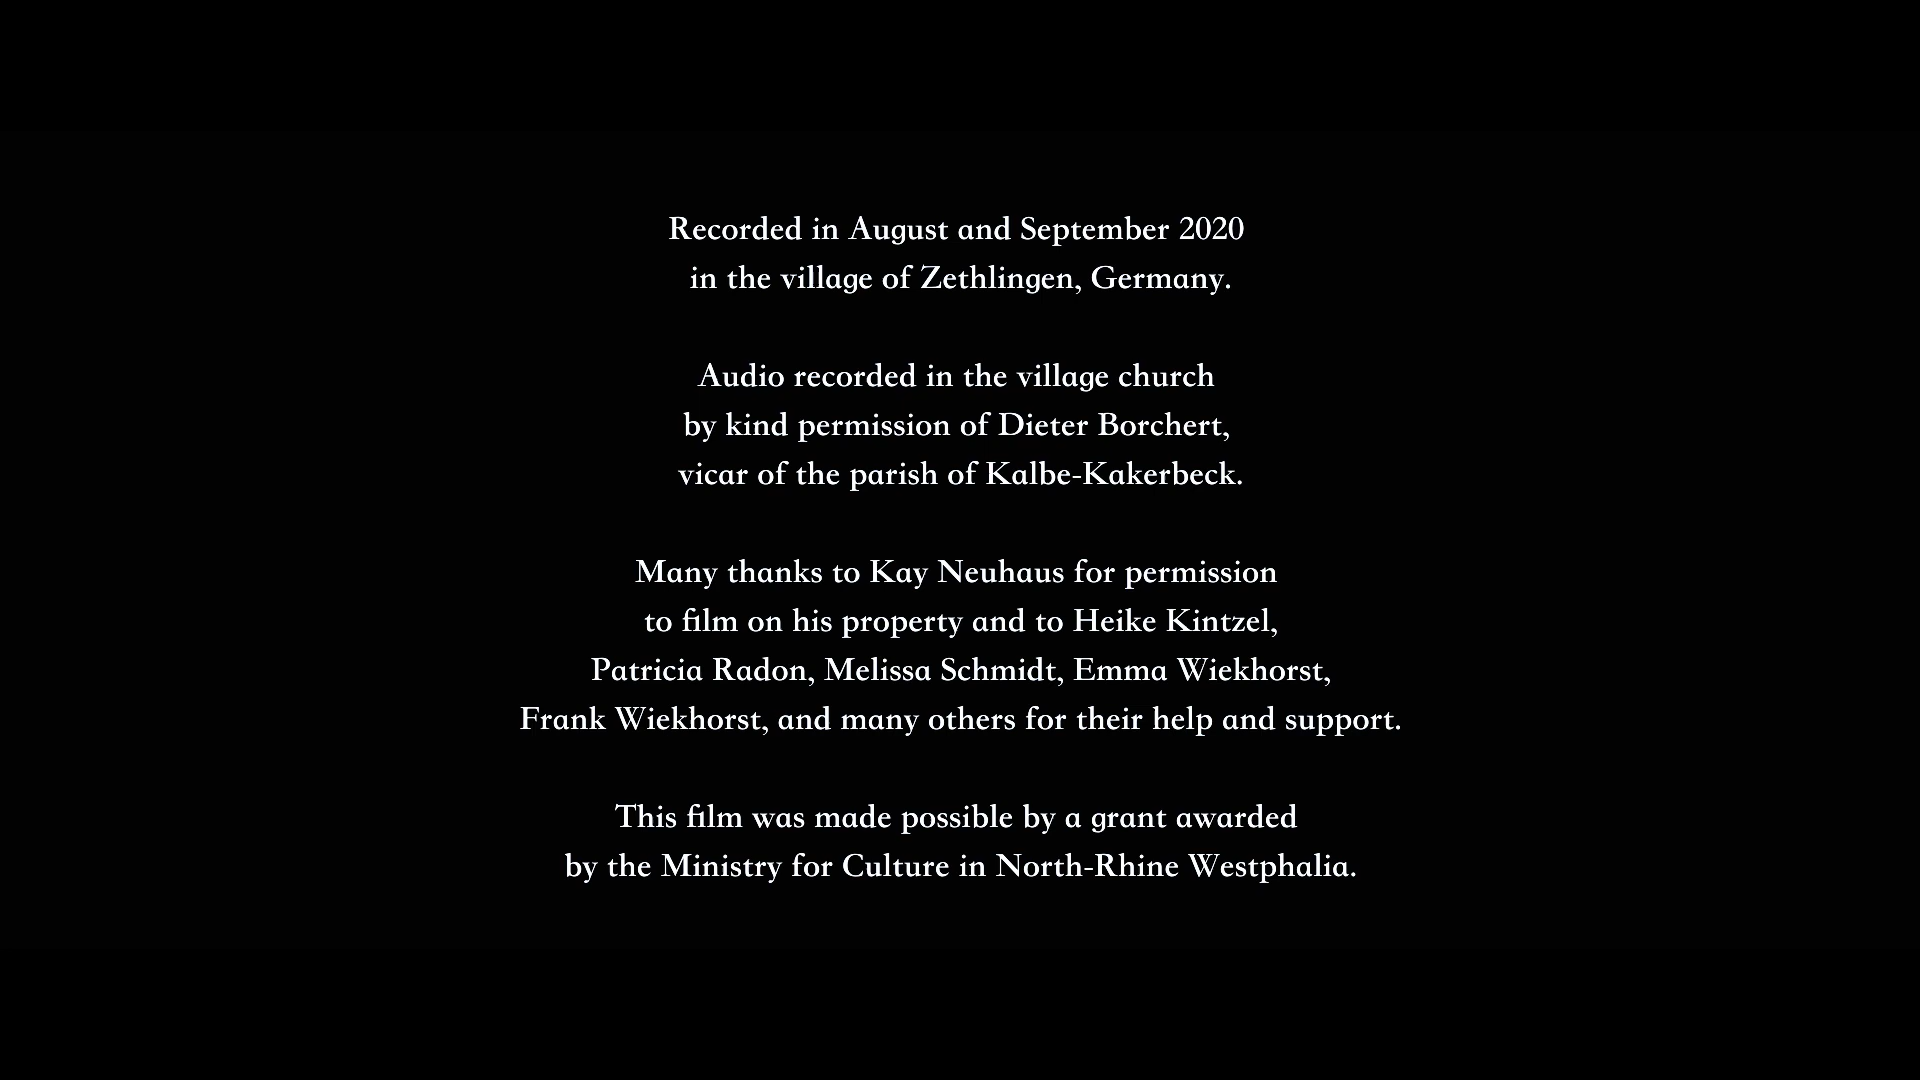 Recorded in August and September 2020
in the village of Zethlingen, Germany.
Audio recorded in the village church
by kind permission of Dieter Borchert,
vicar of the parish of Kalbe-Kakerbeck.
Many thanks to Kay Neuhaus for permission
to film on his property and to Heike Kintzel,
Patricia Radon, Melissa Schmidt, Emma Wiekhorst,
Frank Wiekhorst, and many others for their help and support.
This film was made possible by a grant awarded
by the Ministry for Culture in North-Rhine Westphalia.